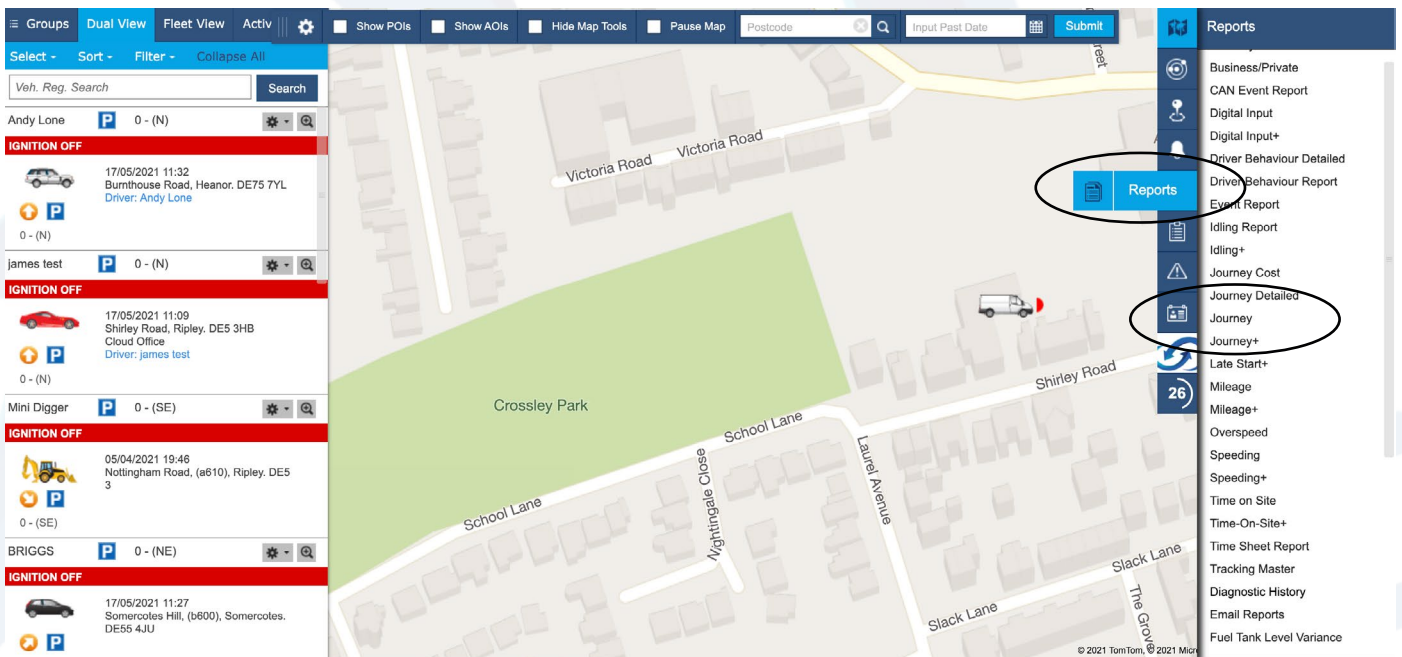 Groups Dual View Fleet View Activ
Select Sort Filter Collapse All
Veh. Reg. Search Search
Andy Lone P 0 - (N)
IGNITION OFF
17/05/2021 11:32
Burnthouse Road, Heanor. DE75 7YL
Driver: Andy Lone
P
0 - (N)
james test P 0 - (N)
IGNITION OFF
17/05/2021 11:09
Shirley Road, Ripley. DE5 3HB
Cloud Office
Driver: james test
P
0 - (N)
Mini Digger P 0 - (SE)
IGNITION OFF
05/04/2021 19:46
Nottingham Road, (a610), Ripley. DE5
3
P
0 - (SE)
BRIGGS P 0 - (NE)
IGNITION OFF
17/05/2021 11:27
Somercotes Hill, (b600), Somercotes.
DE55 4JU
P
Show POIs Show AOIs Hide Map Tools Pause Map Postcode Input Past Date Submit
reet
Victoria Road
Victoria Road
Crossley Park
Shirley Road
School Lane
School Lane
Nightingale Close
Laurel Avenue
Slack Lane
Slack Lane
The Grove
© 2021 TomTom, © 2021 Micro
Reports
26
Reports
Business/Private
CAN Event Report
Digital Input
Digital Input+
Driver Behaviour Detailed
Driver Behaviour Report
Event Report
Idling Report
Idling+
Journey Cost
Journey Detailed
Journey
Journey+
Late Start+
Mileage
Mileage+
Overspeed
Speeding
Speeding+
Time on Site
Time-On-Site+
Time Sheet Report
Tracking Master
Diagnostic History
Email Reports
Fuel Tank Level Variance